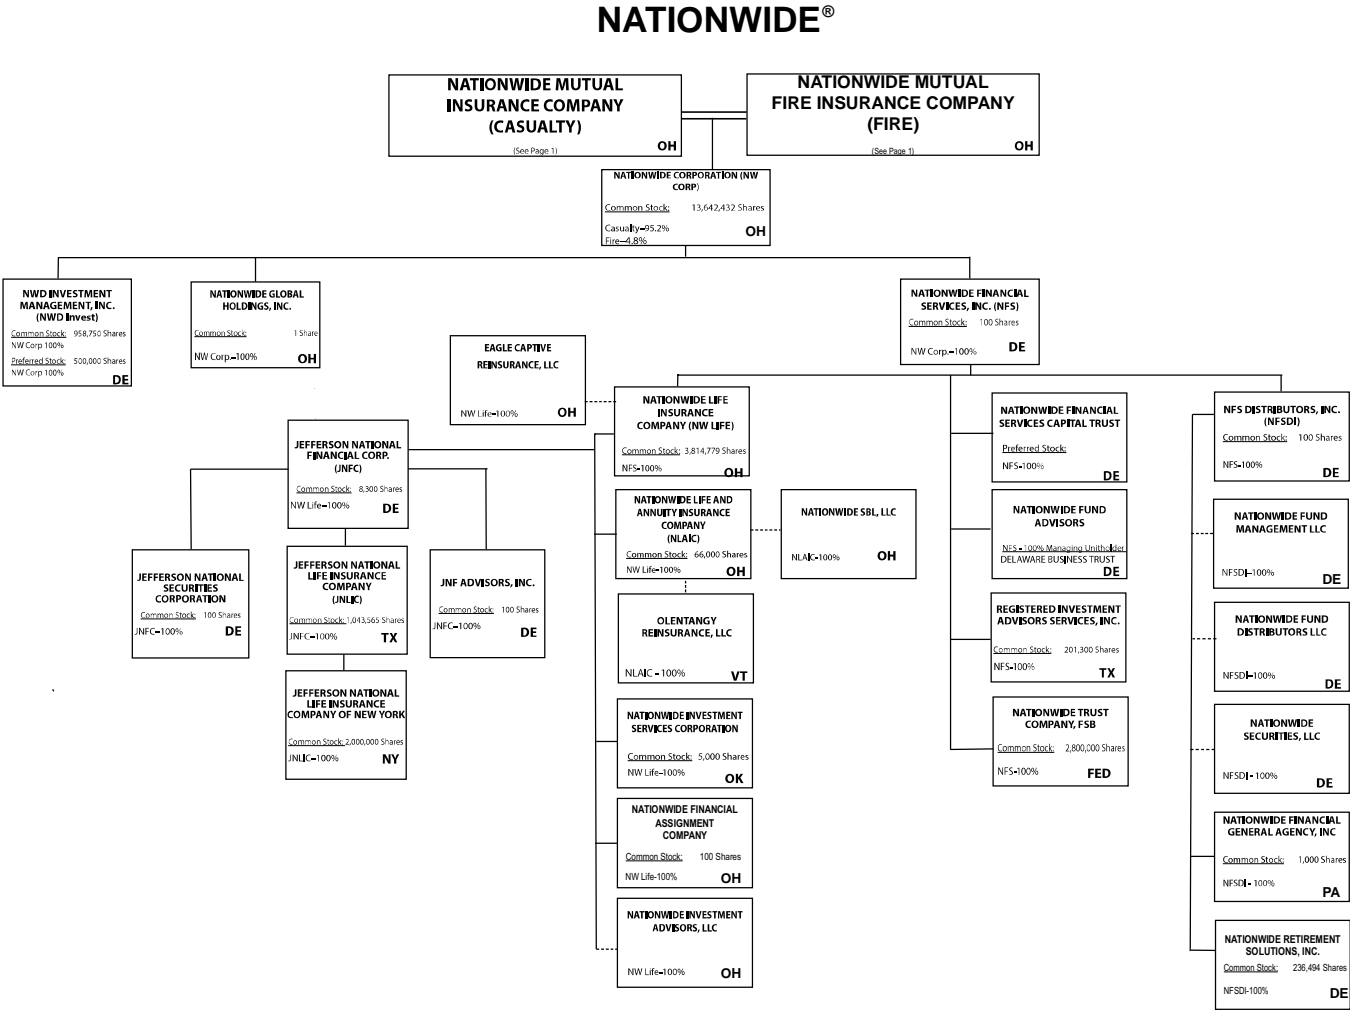 NATIONWIDE®
NATIONWIDE MUTUAL
INSURANCE COMPANY
(CASUALTY)
(See Page 1)
OH
NATIONWIDE MUTUAL
FIRE INSURANCE COMPANY
(FIRE)
(See Page 1)
OH
NATIONWIDE CORPORATION (NW
CORP)
Common Stock: 13,642,432 Shares
Casualty–95.2%
Fire–4.8%
OH
NWD INVESTMENT
MANAGEMENT, INC.
(NWD Invest)
Common Stock: 958,750 Shares
NW Corp 100%
Preferred Stock: 500,000 Shares
NW Corp 100%
DE
NATIONWIDE GLOBAL
HOLDINGS, INC.
Common Stock: 1 Share
NW Corp.–100%
OH
NATIONWIDE FINANCIAL
SERVICES, INC. (NFS)
Common Stock: 100 Shares
NW Corp.–100%
DE
EAGLE CAPTIVE
REINSURANCE, LLC
NW Life–100%
OH
NATIONWIDE LIFE
INSURANCE
COMPANY (NW LIFE)
Common Stock: 3,814,779 Shares
NFS-100%
OH
JEFFERSON NATIONAL
FINANCIAL CORP.
(JNFC)
Common Stock: 8,300 Shares
NW Life–100%
DE
JEFFERSON NATIONAL
SECURITIES
CORPORATION
Common Stock: 100 Shares
JNFC–100%
DE
JEFFERSON NATIONAL
LIFE INSURANCE
COMPANY
(JNLIC)
Common Stock: 1,043,565 Shares
JNFC–100%
TX
JNF ADVISORS, INC.
Common Stock: 100 Shares
JNFC–100%
DE
JEFFERSON NATIONAL
LIFE INSURANCE
COMPANY OF NEW YORK
Common Stock: 2,000,000 Shares
JNLIC–100%
NY
NATIONWIDE LIFE AND
ANNUITY INSURANCE
COMPANY
(NLAIC)
Common Stock: 66,000 Shares
NW Life–100%
OH
NATIONWIDE SBL, LLC
NLAIC-100%
OH
OLENTANGY
REINSURANCE, LLC
NLAIC – 100%
VT
NATIONWIDE INVESTMENT
SERVICES CORPORATION
Common Stock: 5,000 Shares
NW Life–100%
OK
NATIONWIDE FINANCIAL
ASSIGNMENT
COMPANY
Common Stock: 100 Shares
NW Life-100%
OH
NATIONWIDE INVESTMENT
ADVISORS, LLC
NW Life–100%
OH
NATIONWIDE FINANCIAL
SERVICES CAPITAL TRUST
Preferred Stock:
NFS-100%
DE
NATIONWIDE FUND
ADVISORS
NFS - 100% Managing Unitholder
DELAWARE BUSINESS TRUST
DE
REGISTERED INVESTMENT
ADVISORS SERVICES, INC.
Common Stock: 201,300 Shares
NFS-100%
TX
NATIONWIDE TRUST
COMPANY, FSB
Common Stock: 2,800,000 Shares
NFS-100%
FED
NFS DISTRIBUTORS, INC.
(NFSDI)
Common Stock: 100 Shares
NFS-100%
DE
NATIONWIDE FUND
MANAGEMENT LLC
NFSDI–100%
DE
NATIONWIDE FUND
DISTRIBUTORS LLC
NFSDI–100%
DE
NATIONWIDE
SECURITIES, LLC
NFSDI - 100%
DE
NATIONWIDE FINANCIAL
GENERAL AGENCY, INC
Common Stock: 1,000 Shares
NFSDI - 100%
PA
NATIONWIDE RETIREMENT
SOLUTIONS, INC.
Common Stock: 236,494 Shares
NFSDI-100%
DE